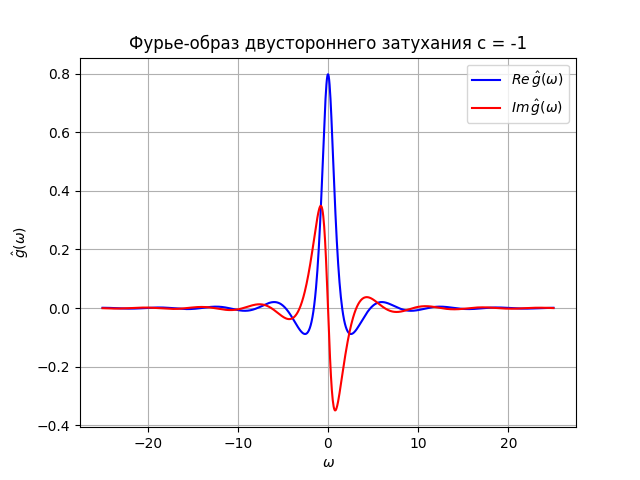 Фурье-образ двустороннего затухания c = -1
Re ĝ(ω)
Im ĝ(ω)
ĝ(ω)
0.8
0.6
0.4
0.2
0.0
−0.2
−0.4
−20
−10
0
10
20
ω